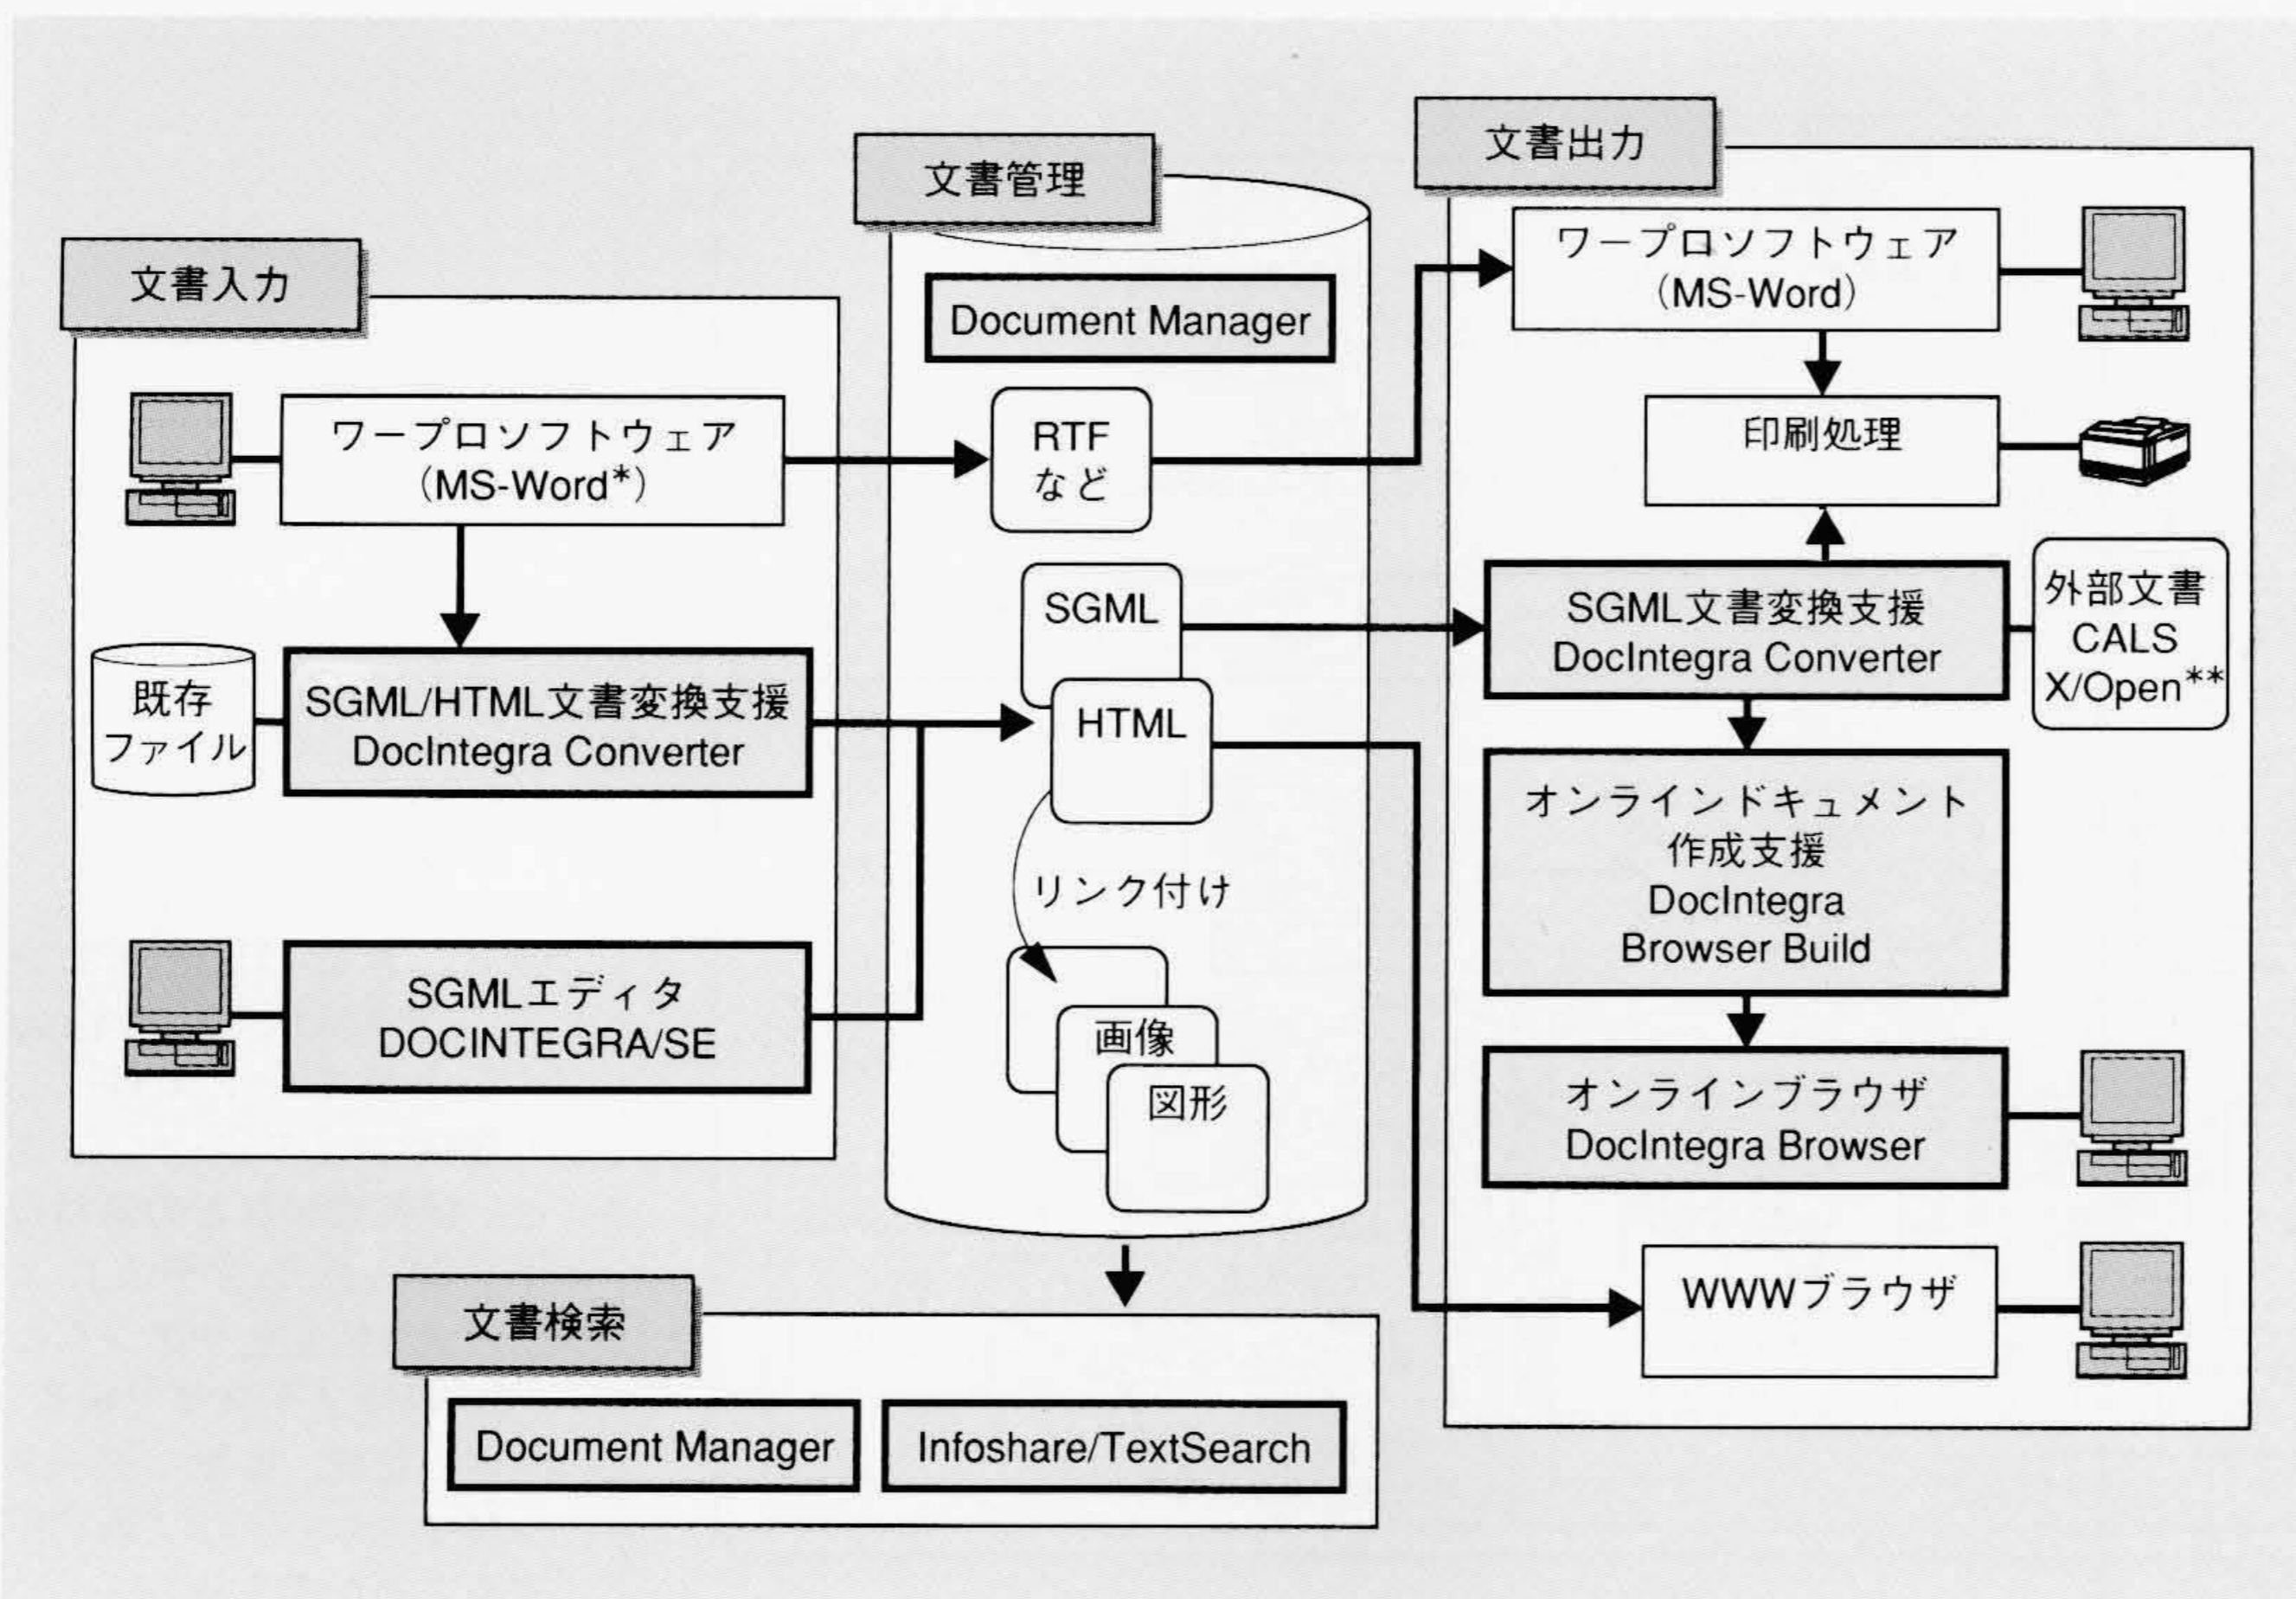 文書入力
ワープロソフトウェア
(MS-Word*)
既存
ファイル
SGML/HTML文書変換支援
DocIntegra Converter
SGMLエディタ
DOCINTEGRA/SE
文書管理
Document Manager
RTF
など
SGML
HTML
リンク付け
画像
図形
文書検索
Document Manager
Infoshare/TextSearch
文書出力
ワープロソフトウェア
(MS-Word)
印刷処理
SGML文書変換支援
DocIntegra Converter
外部文書
CALS
X/Open**
オンラインドキュメント
作成支援
DocIntegra
Browser Build
オンラインブラウザ
DocIntegra Browser
WWWブラウザ